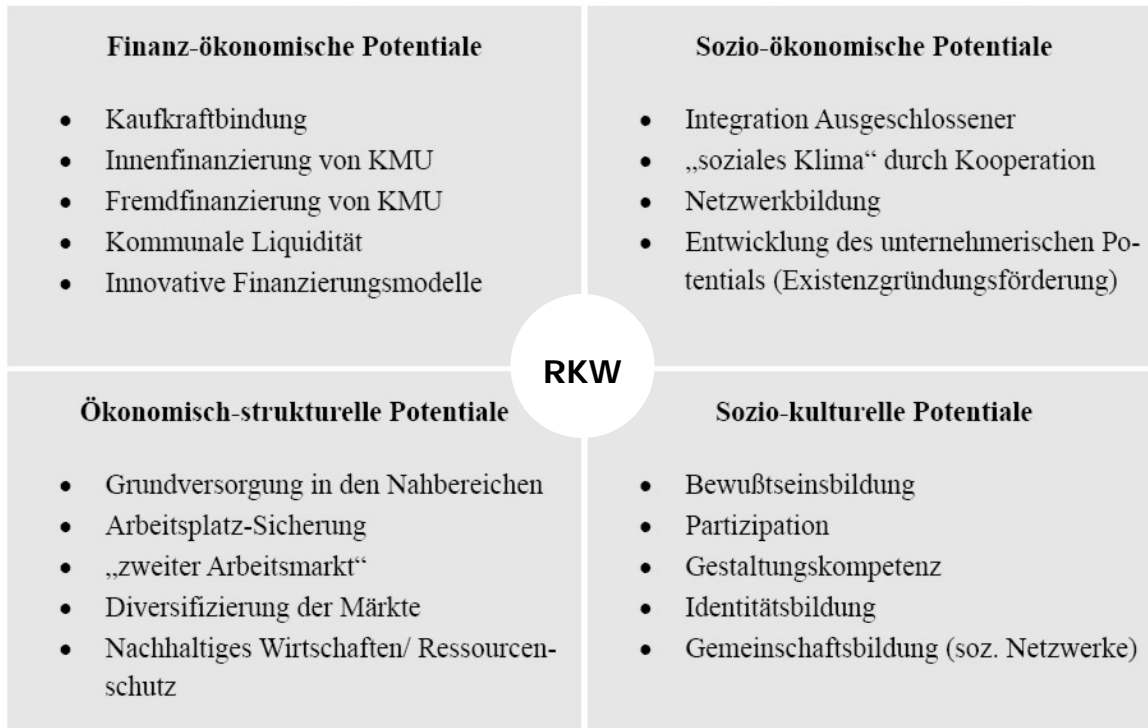 Finanz-ökonomische Potentiale
• Kaufkraftbindung
• Innenfinanzierung von KMU
• Fremdfinanzierung von KMU
• Kommunale Liquidität
• Innovative Finanzierungsmodelle
Sozio-ökonomische Potentiale
• Integration Ausgeschlossener
• „soziales Klima“ durch Kooperation
• Netzwerkbildung
• Entwicklung des unternehmerischen Po-
tentials (Existenzgründungsförderung)
RKW
Ökonomisch-strukturelle Potentiale
• Grundversorgung in den Nahbereichen
• Arbeitsplatz-Sicherung
• „zweiter Arbeitsmarkt“
• Diversifizierung der Märkte
• Nachhaltiges Wirtschaften/ Ressourcen-
schutz
Sozio-kulturelle Potentiale
• Bewußtseinsbildung
• Partizipation
• Gestaltungskompetenz
• Identitätsbildung
• Gemeinschaftsbildung (soz. Netzwerke)